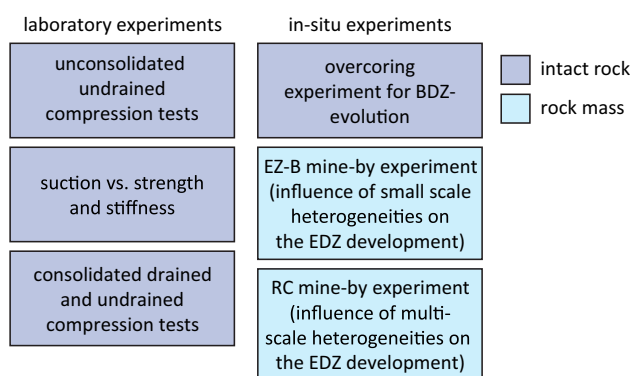 laboratory experiments
unconsolidated
undrained
compression tests
suction vs. strength
and stiffness
consolidated drained
and undrained
compression tests
in-situ experiments
overcoring
experiment for BDZ-
evolution
EZ-B mine-by experiment
(influence of small scale
heterogeneities on
the EDZ development)
RC mine-by experiment
(influence of multi-
scale heterogeneities on
the EDZ development)
intact rock
rock mass